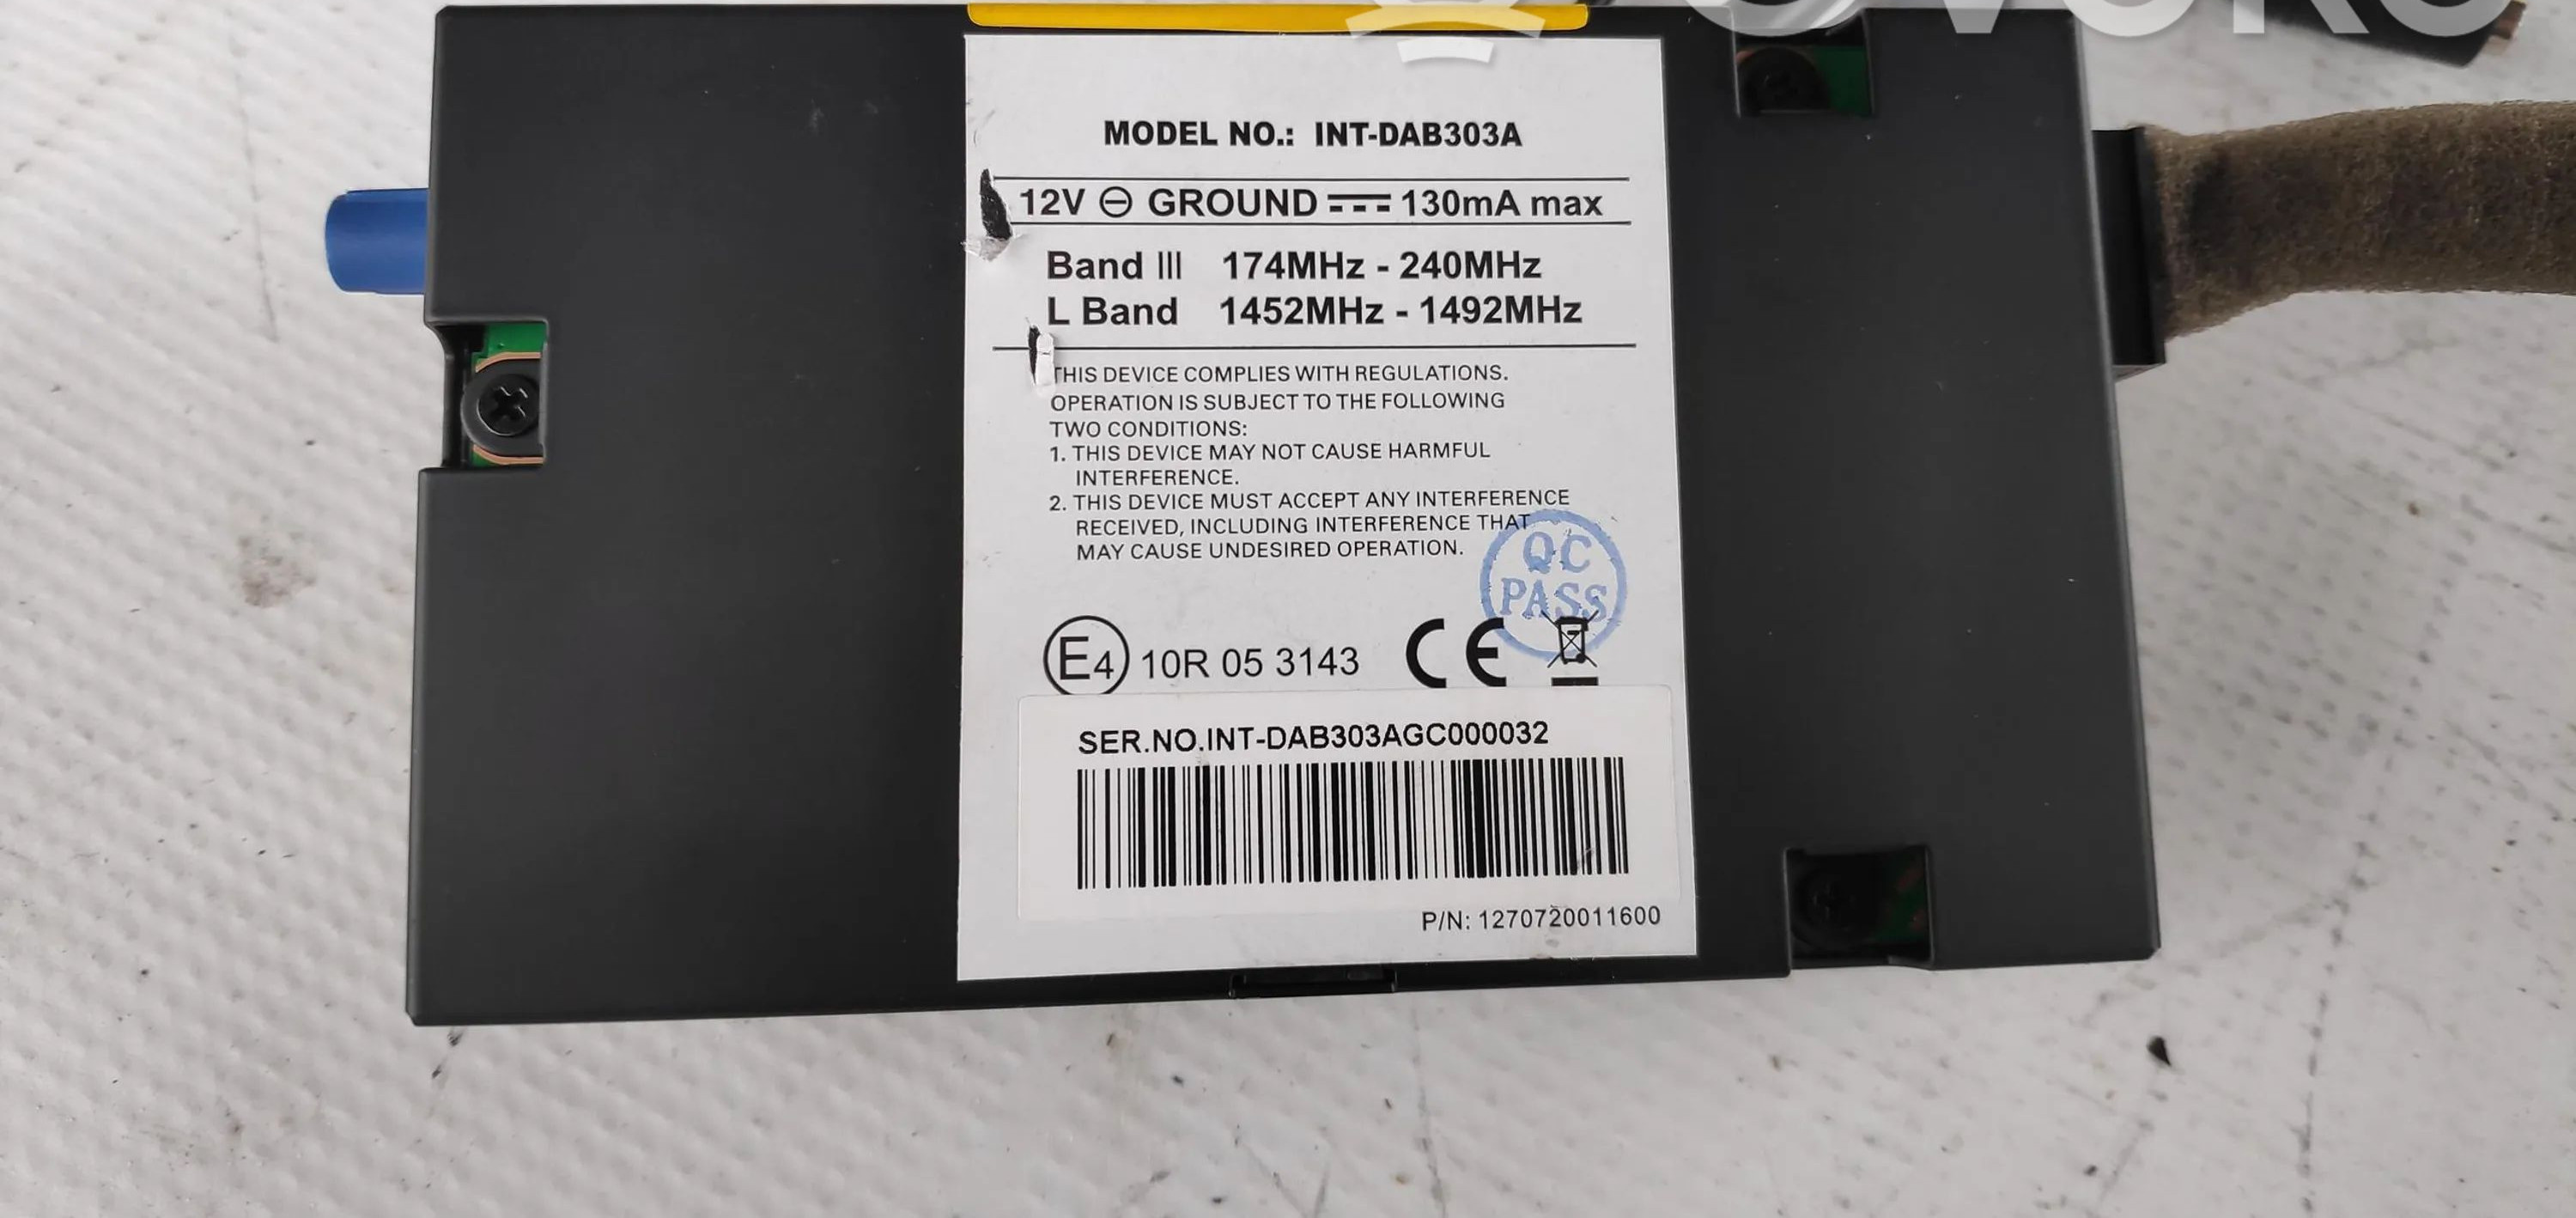 MODEL NO.: INT-DAB303A
12V ⊖ GROUND ⎓ 130mA max
Band III 174MHz - 240MHz
L Band 1452MHz - 1492MHz
THIS DEVICE COMPLIES WITH REGULATIONS.
OPERATION IS SUBJECT TO THE FOLLOWING
TWO CONDITIONS:
1. THIS DEVICE MAY NOT CAUSE HARMFUL
INTERFERENCE.
2. THIS DEVICE MUST ACCEPT ANY INTERFERENCE
RECEIVED, INCLUDING INTERFERENCE THAT
MAY CAUSE UNDESIRED OPERATION.
QC
PASS
E4 10R 05 3143 CE
SER.NO.INT-DAB303AGC000032
P/N: 1270720011600